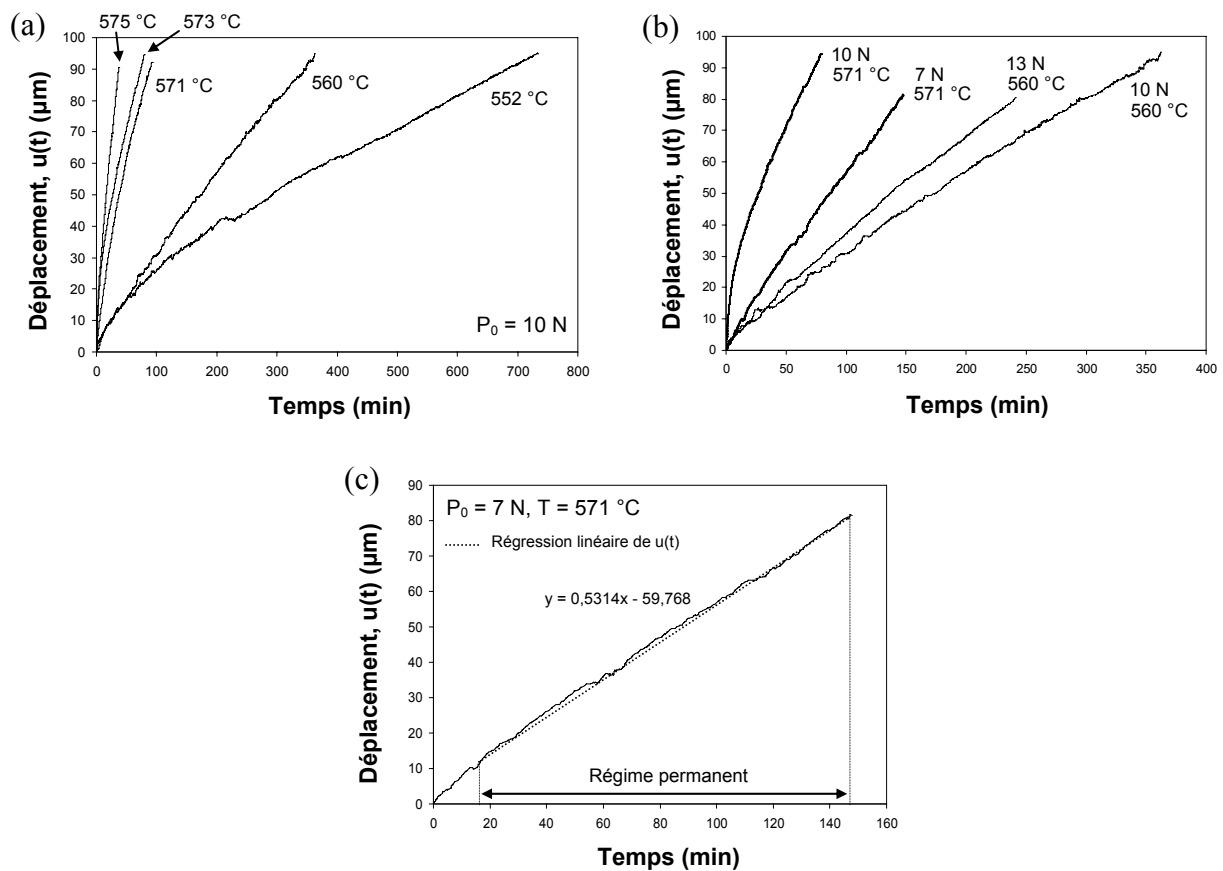 (a)
575 °C
573 °C
571 °C
560 °C
552 °C
P₀ = 10 N
100
90
80
70
60
50
40
30
20
10
0
Déplacement, u(t) (µm)
0 100 200 300 400 500 600 700 800
Temps (min)
(b)
10 N
571 °C
7 N
571 °C
13 N
560 °C
10 N
560 °C
100
90
80
70
60
50
40
30
20
10
0
Déplacement, u(t) (µm)
0 50 100 150 200 250 300 350 400
Temps (min)
(c)
P₀ = 7 N, T = 571 °C
Régression linéaire de u(t)
y = 0,5314x - 59,768
Régime permanent
90
80
70
60
50
40
30
20
10
0
Déplacement, u(t) (µm)
0 20 40 60 80 100 120 140 160
Temps (min)